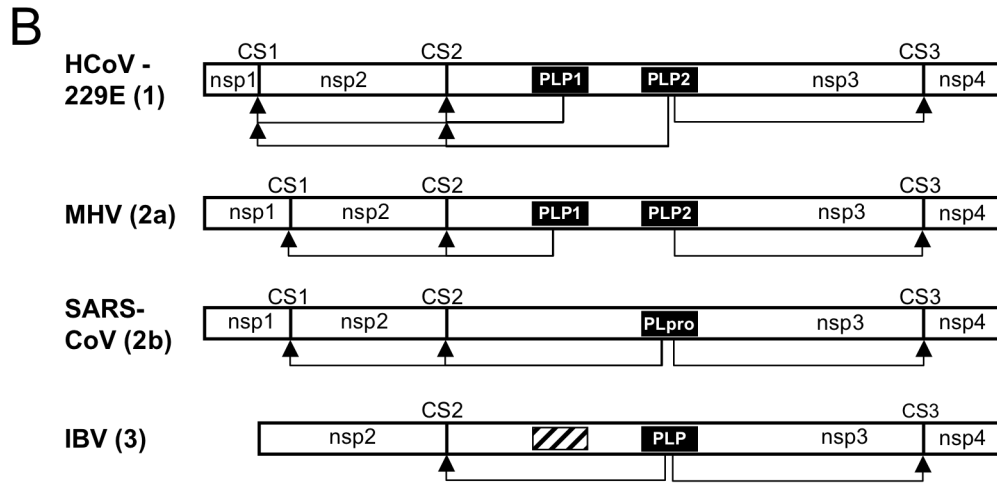 B
HCoV -
229E (1)
CS1 CS2 CS3
nsp1 nsp2 PLP1 PLP2 nsp3 nsp4
MHV (2a)
CS1 CS2 CS3
nsp1 nsp2 PLP1 PLP2 nsp3 nsp4
SARS-
CoV (2b)
CS1 CS2 CS3
nsp1 nsp2 PLpro nsp3 nsp4
IBV (3)
CS2 CS3
nsp2 PLP nsp3 nsp4